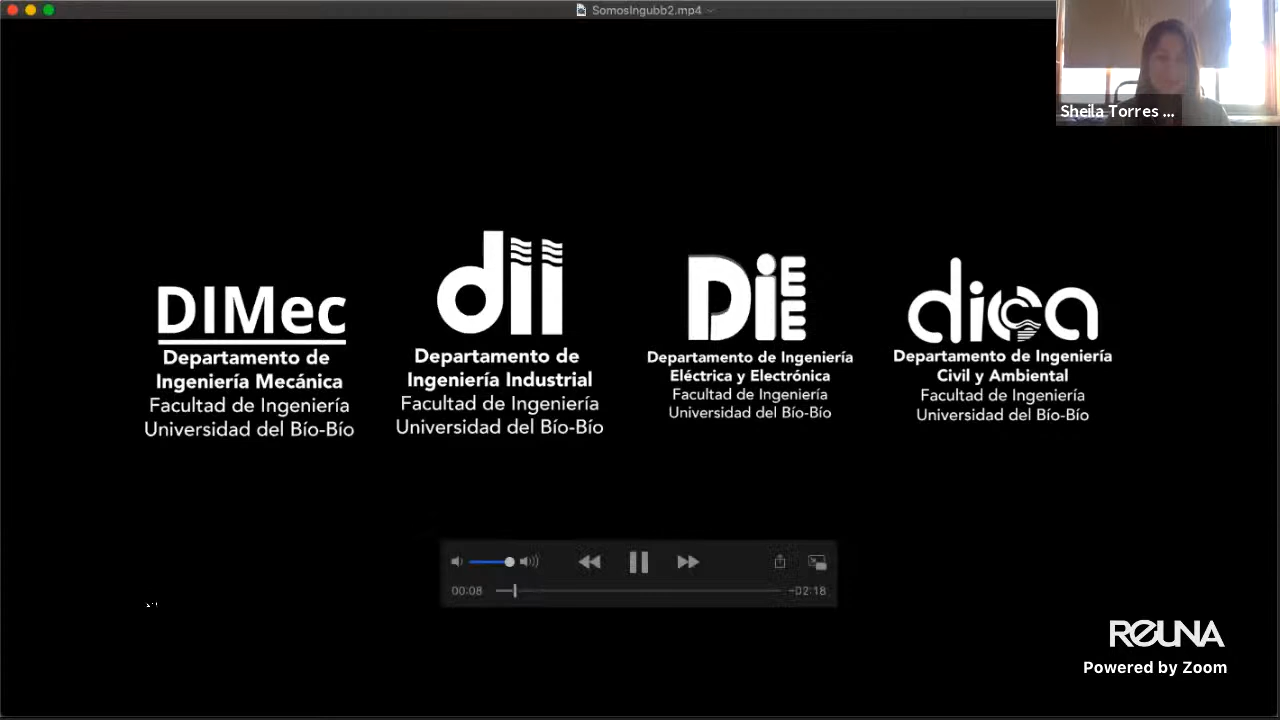 SomosIngubb2.mp4
Sheila Torres ...
DIMec
Departamento de
Ingeniería Mecánica
Facultad de Ingeniería
Universidad del Bío-Bío
dii
Departamento de
Ingeniería Industrial
Facultad de Ingeniería
Universidad del Bío-Bío
DiEE
Departamento de Ingeniería
Eléctrica y Electrónica
Facultad de Ingeniería
Universidad del Bío-Bío
dica
Departamento de Ingeniería
Civil y Ambiental
Facultad de Ingeniería
Universidad del Bío-Bío
00:08
-02:18
REUNA
Powered by Zoom